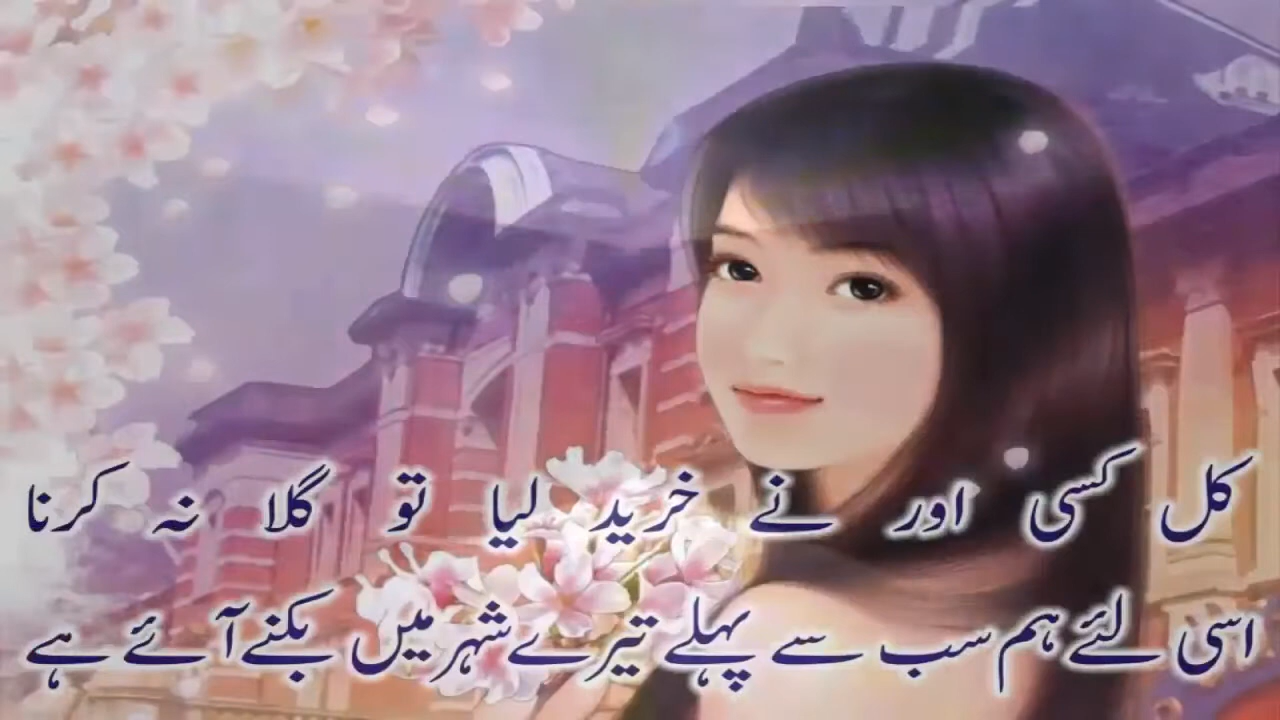 کل کسی اور نے خرید لیا تو گلا نہ کرنا
اسی لئے ہم سب سے پہلے تیرے شہر میں بکنے آئے ہے